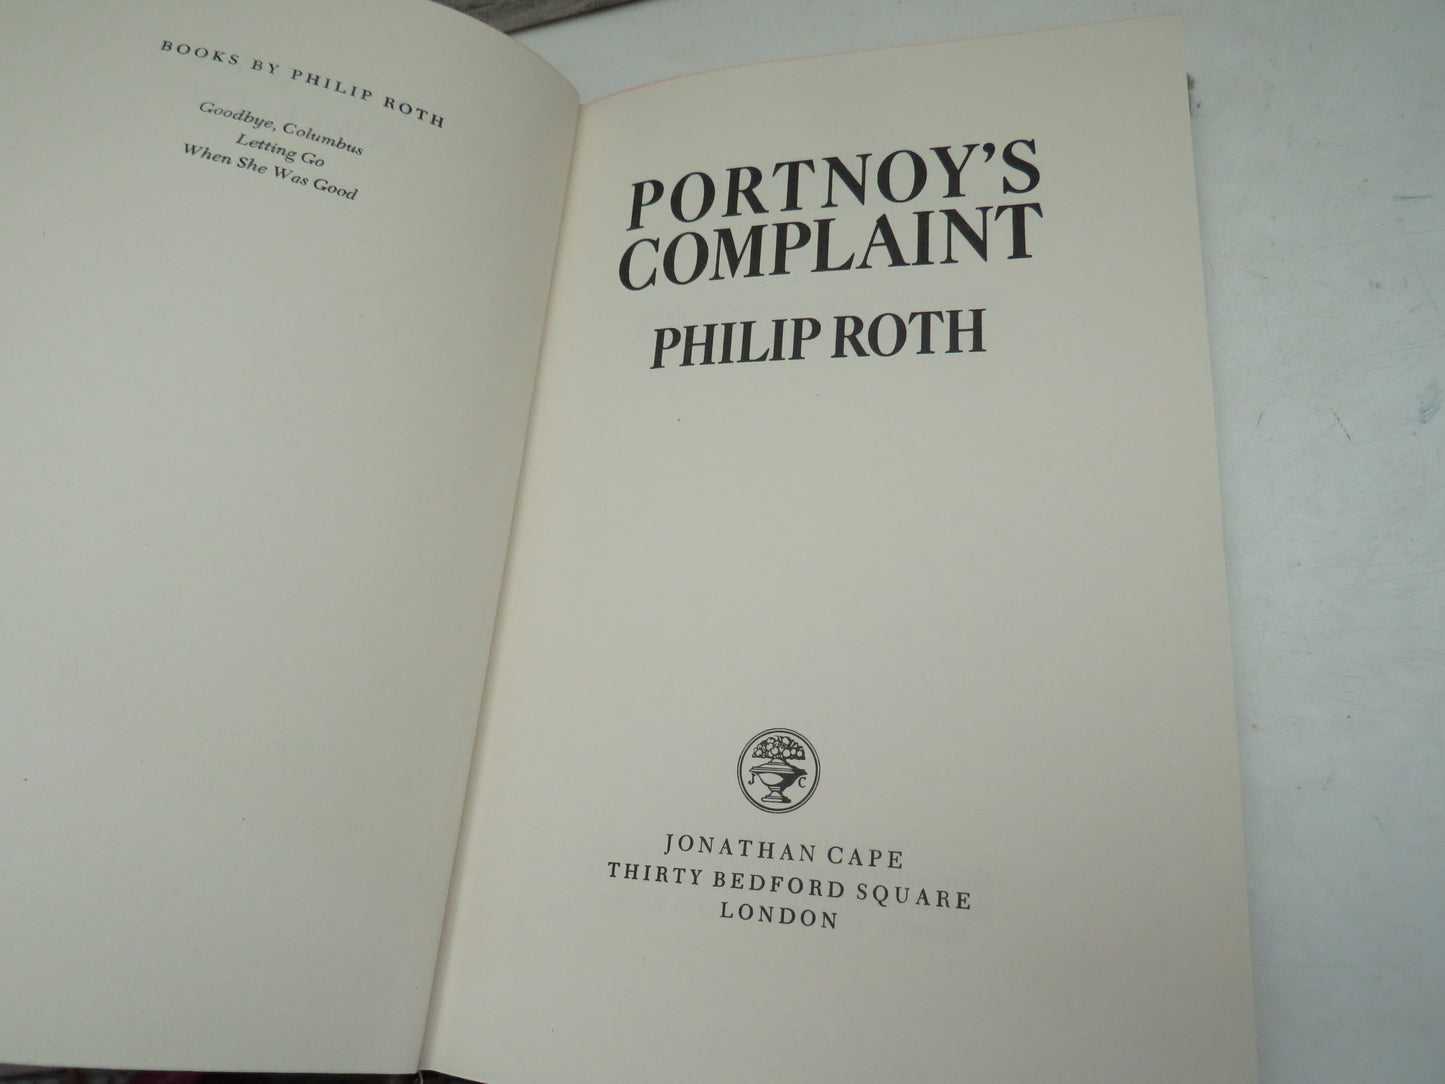 BOOKS BY PHILIP ROTH
Goodbye, Columbus
Letting Go
When She Was Good
PORTNOY'S
COMPLAINT
PHILIP ROTH
J C
JONATHAN CAPE
THIRTY BEDFORD SQUARE
LONDON